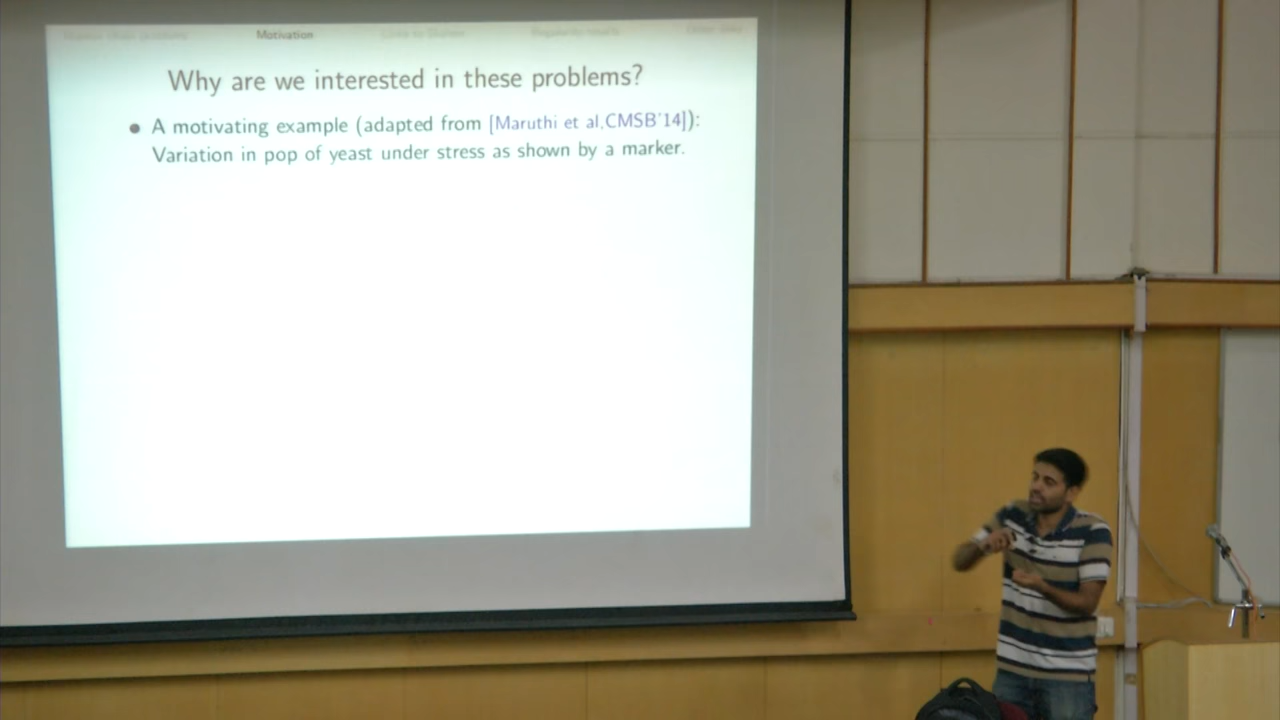 Motivation
Why are we interested in these problems?
• A motivating example (adapted from [Maruthi et al,CMSB'14]):
Variation in pop of yeast under stress as shown by a marker.